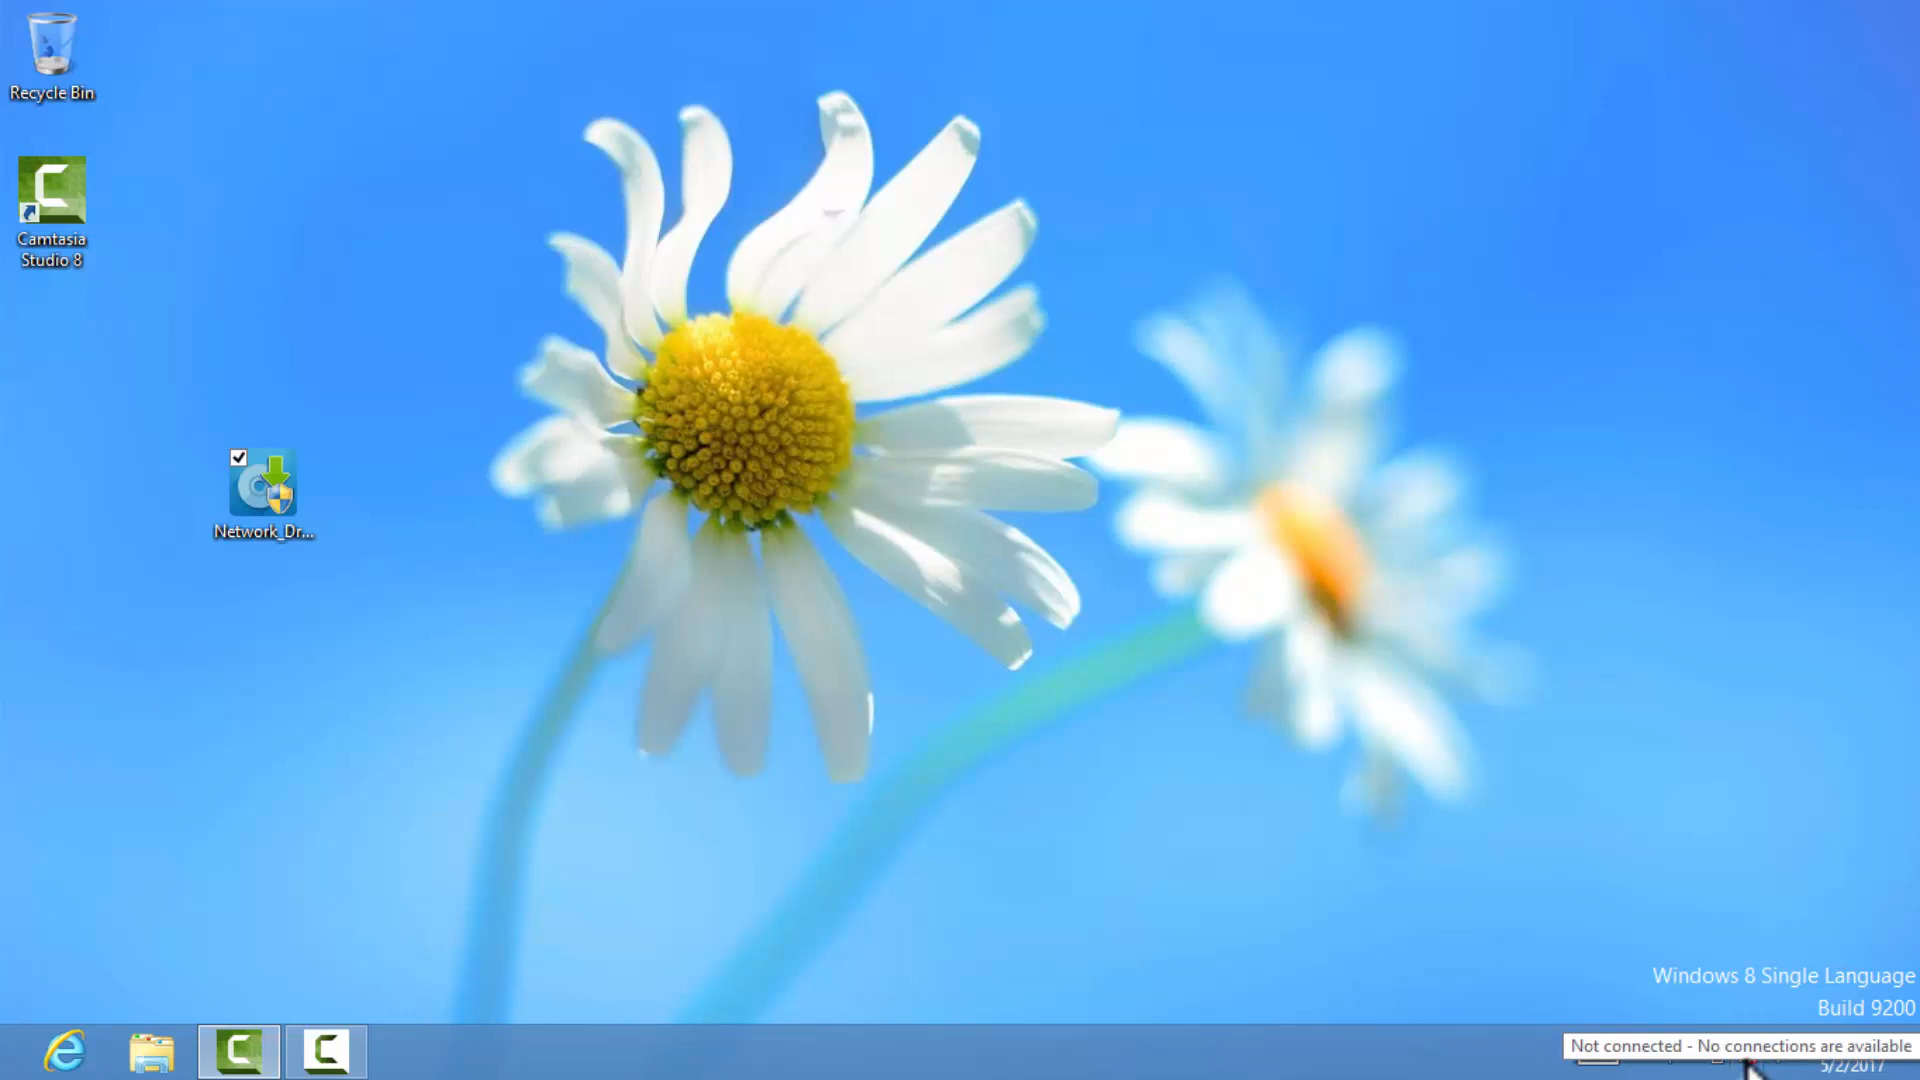 Recycle Bin
Camtasia
Studio 8
Network_Dr...
Windows 8 Single Language
Build 9200
Not connected - No connections are available
5/2/2017